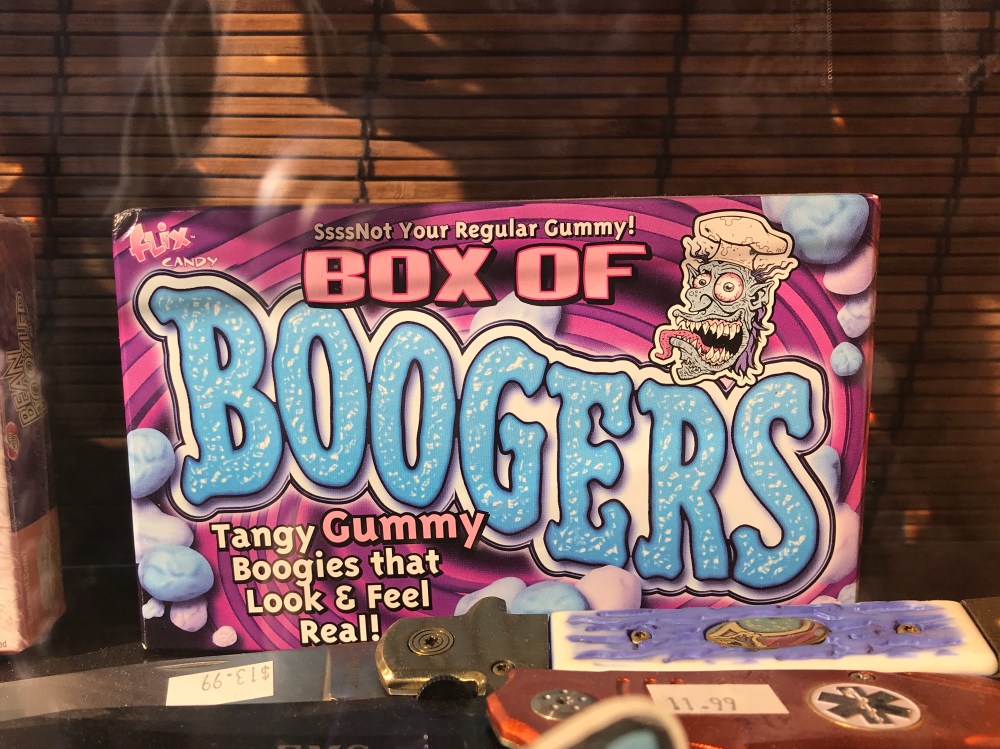 flix
CANDY
SsssNot Your Regular Gummy!
BOX OF
BOOGERS
Tangy Gummy
Boogies that
Look & Feel
Real!
$13.99
11.99